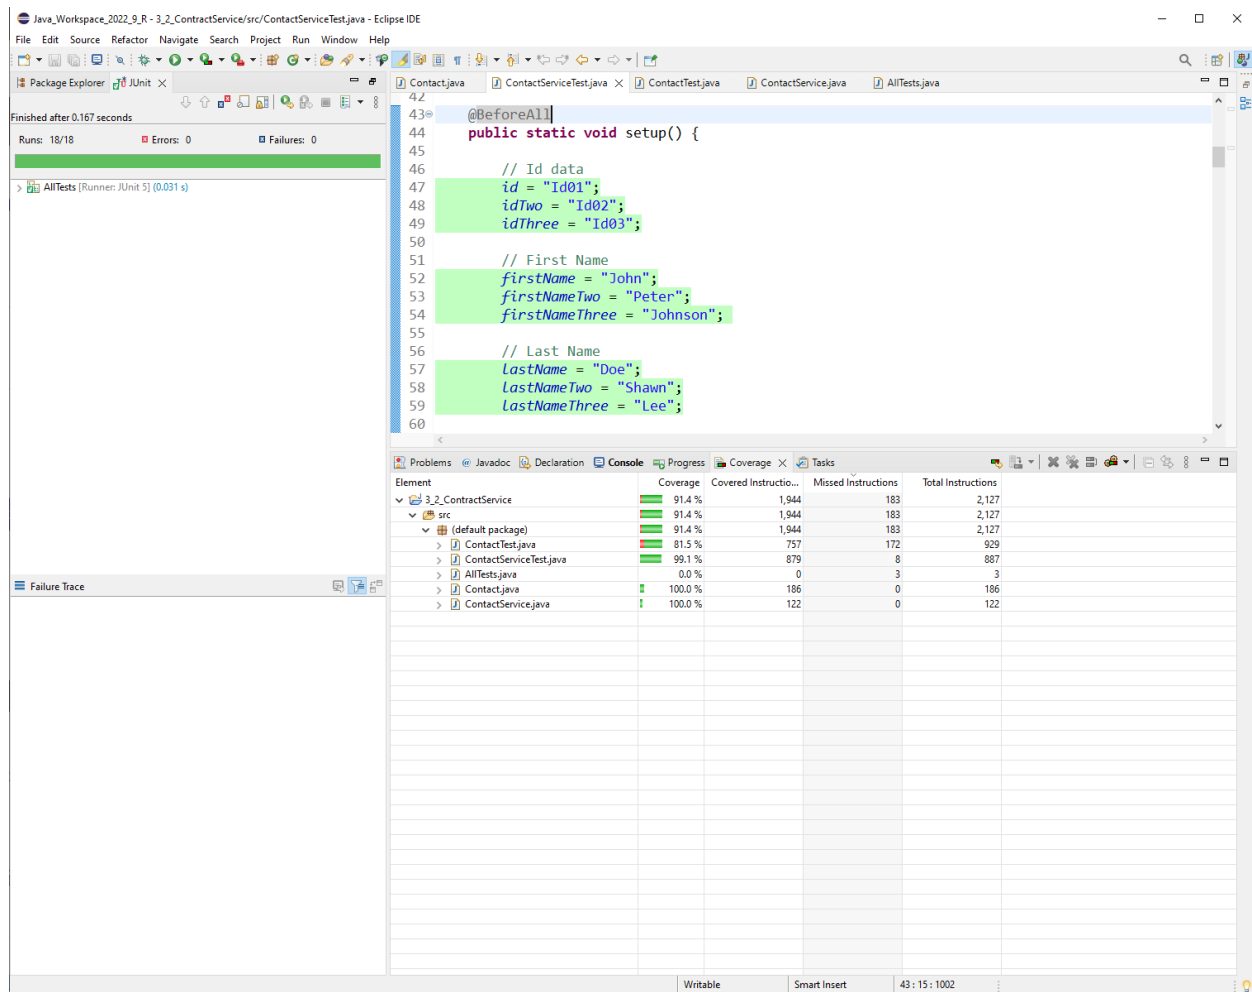 Java_Workspace_2022_9_R - 3_2_ContractService/src/ContactServiceTest.java - Eclipse IDE
File Edit Source Refactor Navigate Search Project Run Window Help
Package Explorer JUnit
Finished after 0.167 seconds
Runs: 18/18 Errors: 0 Failures: 0
AllTests [Runner: JUnit 5] (0.031 s)
Failure Trace
Contact.java ContactServiceTest.java ContactTest.java ContactService.java AllTests.java
42
43 @BeforeAll
44 public static void setup() {
45
46 // Id data
47 id = "Id01";
48 idTwo = "Id02";
49 idThree = "Id03";
50
51 // First Name
52 firstName = "John";
53 firstNameTwo = "Peter";
54 firstNameThree = "Johnson";
55
56 // Last Name
57 lastName = "Doe";
58 lastNameTwo = "Shawn";
59 lastNameThree = "Lee";
60
Problems Javadoc Declaration Console Progress Coverage Tasks
Element Coverage Covered Instructio... Missed Instructions Total Instructions
3_2_ContractService 91.4 % 1,944 183 2,127
src 91.4 % 1,944 183 2,127
(default package) 91.4 % 1,944 183 2,127
ContactTest.java 81.5 % 757 172 929
ContactServiceTest.java 99.1 % 879 8 887
AllTests.java 0.0 % 0 3 3
Contact.java 100.0 % 186 0 186
ContactService.java 100.0 % 122 0 122
Writable Smart Insert 43 : 15 : 1002